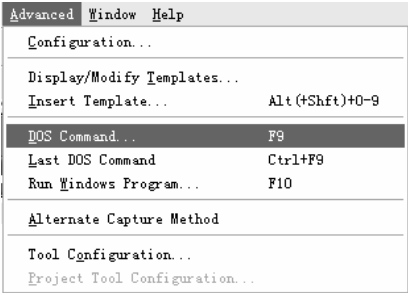 Advanced Window Help
Configuration...
Display/Modify Templates...
Insert Template... Alt(+Shft)+0-9
DOS Command... F9
Last DOS Command Ctrl+F9
Run Windows Program... F10
Alternate Capture Method
Tool Configuration...
Project Tool Configuration...